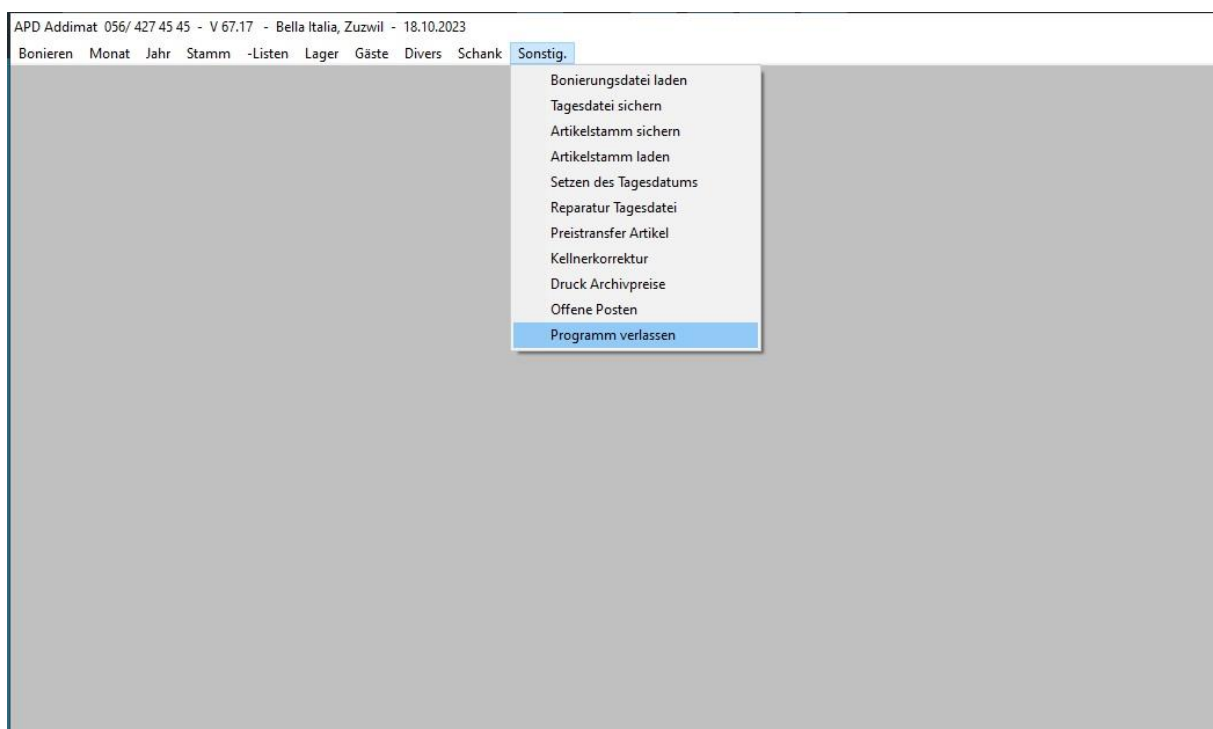 APD Addimat 056/ 427 45 45 - V 67.17 - Bella Italia, Zuzwil - 18.10.2023
Bonieren Monat Jahr Stamm -Listen Lager Gäste Divers Schank Sonstig.
Bonierungsdatei laden
Tagesdatei sichern
Artikelstamm sichern
Artikelstamm laden
Setzen des Tagesdatums
Reparatur Tagesdatei
Preistransfer Artikel
Kellnerkorrektur
Druck Archivpreise
Offene Posten
Programm verlassen